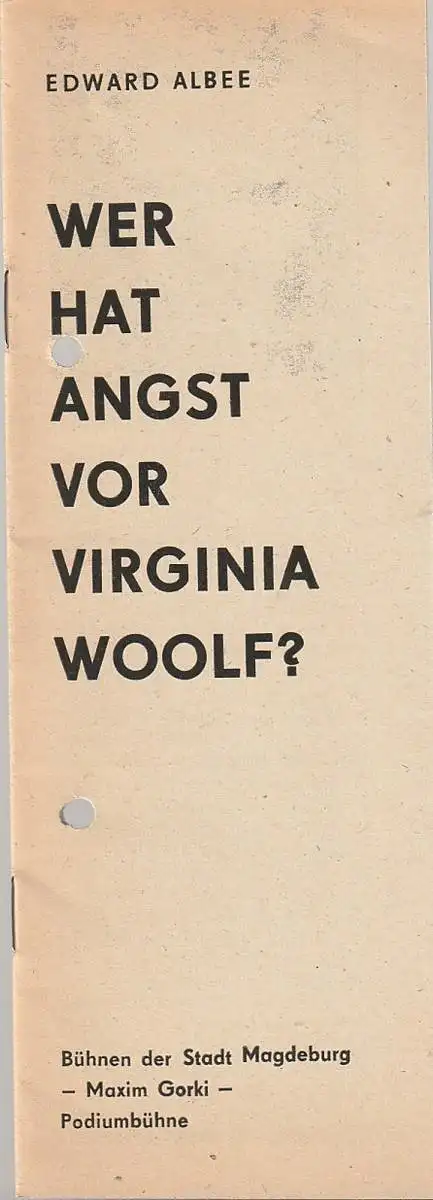 EDWARD ALBEE
WER
HAT
ANGST
VOR
VIRGINIA
WOOLF?
Bühnen der Stadt Magdeburg
– Maxim Gorki –
Podiumbühne